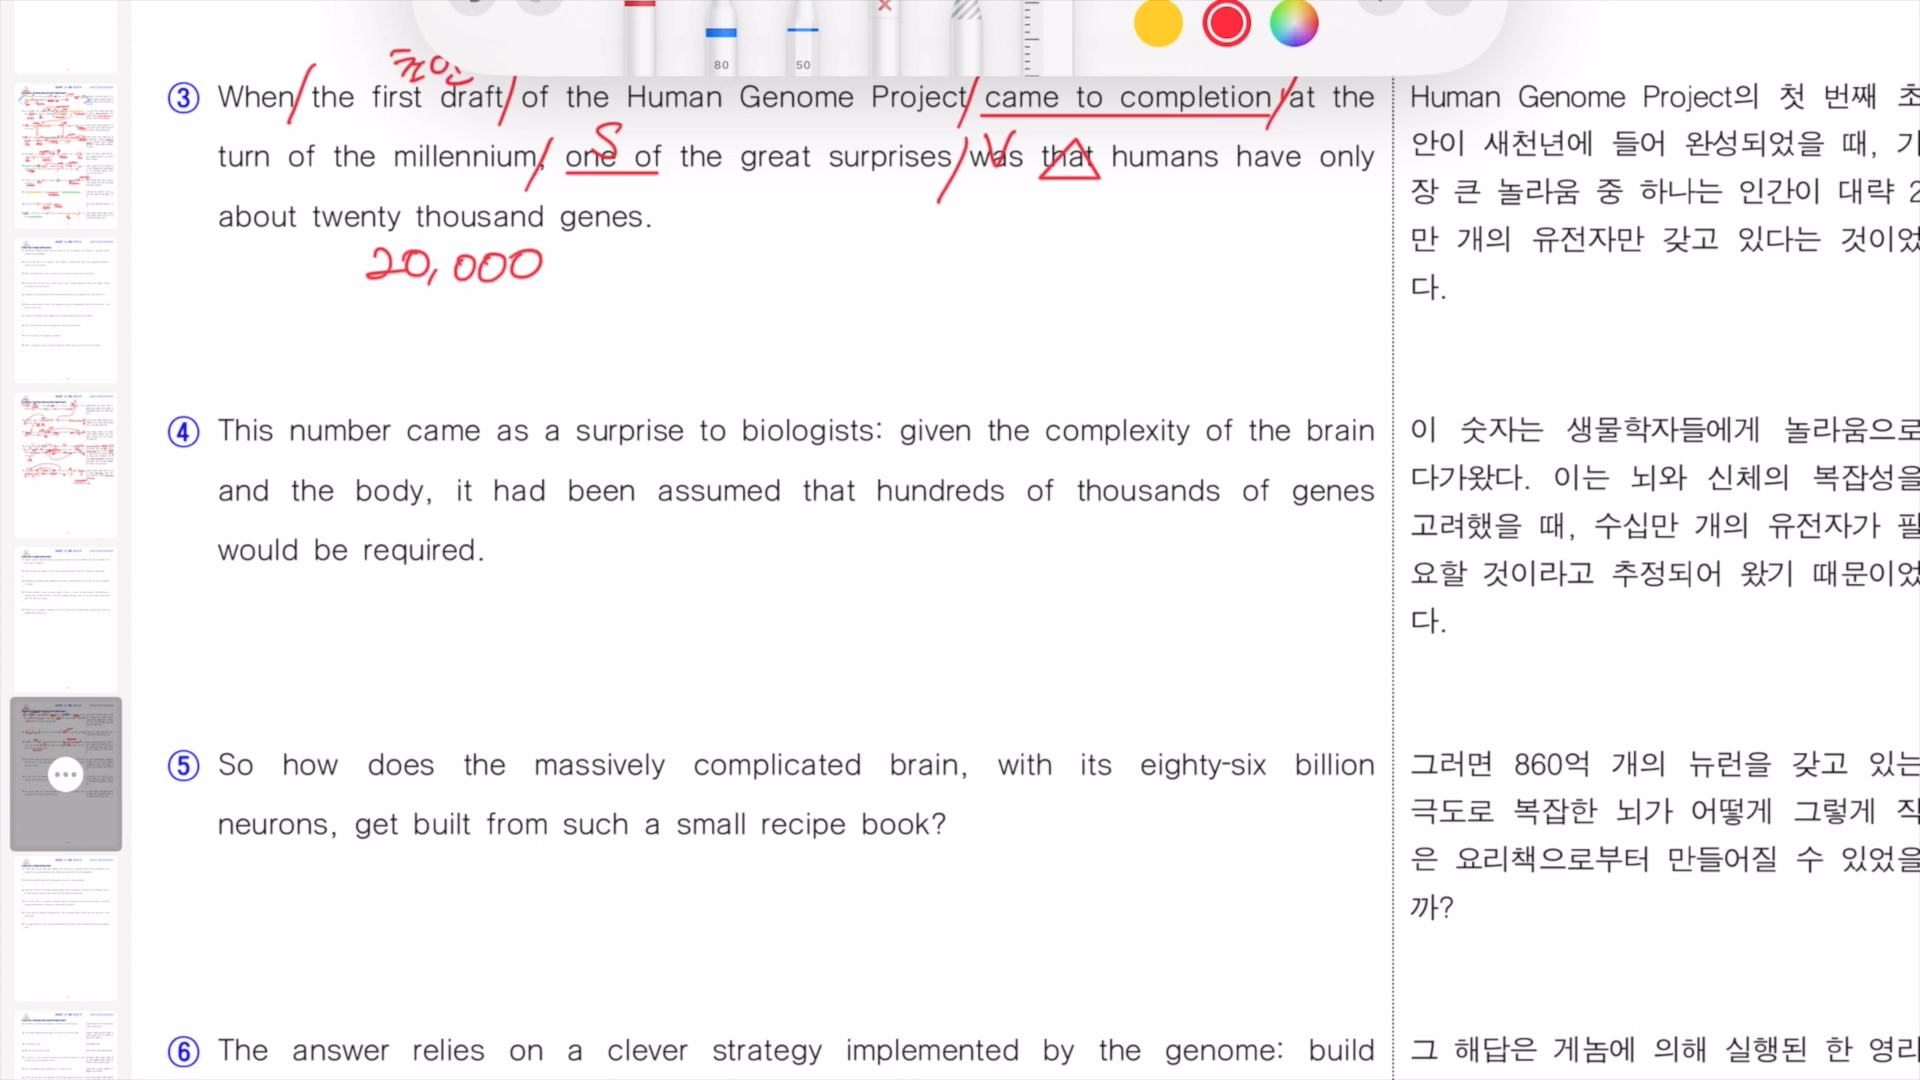 80
50
초안
③ When the first draft of the Human Genome Project came to completion at the
S
V
turn of the millennium, one of the great surprises was that humans have only
about twenty thousand genes.
20,000
Human Genome Project의 첫 번째 초
안이 새천년에 들어 완성되었을 때, 가
장 큰 놀라움 중 하나는 인간이 대략 2
만 개의 유전자만 갖고 있다는 것이었
다.
④ This number came as a surprise to biologists: given the complexity of the brain
and the body, it had been assumed that hundreds of thousands of genes
would be required.
이 숫자는 생물학자들에게 놀라움으로
다가왔다. 이는 뇌와 신체의 복잡성을
고려했을 때, 수십만 개의 유전자가 필
요할 것이라고 추정되어 왔기 때문이었
다.
⑤ So how does the massively complicated brain, with its eighty-six billion
neurons, get built from such a small recipe book?
그러면 860억 개의 뉴런을 갖고 있는
극도로 복잡한 뇌가 어떻게 그렇게 작
은 요리책으로부터 만들어질 수 있었을
까?
⑥ The answer relies on a clever strategy implemented by the genome: build
그 해답은 게놈에 의해 실행된 한 영리